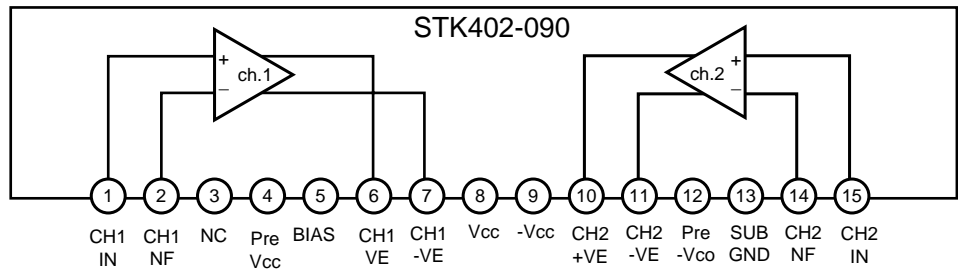 STK402-090
+ ch.1 −
+ ch.2 −
1 2 3 4 5 6 7 8 9 10 11 12 13 14 15
CH1 CH1 NC Pre BIAS CH1 CH1 Vcc -Vcc CH2 CH2 Pre SUB CH2 CH2
IN NF Vcc VE -VE +VE -VE -Vco GND NF IN